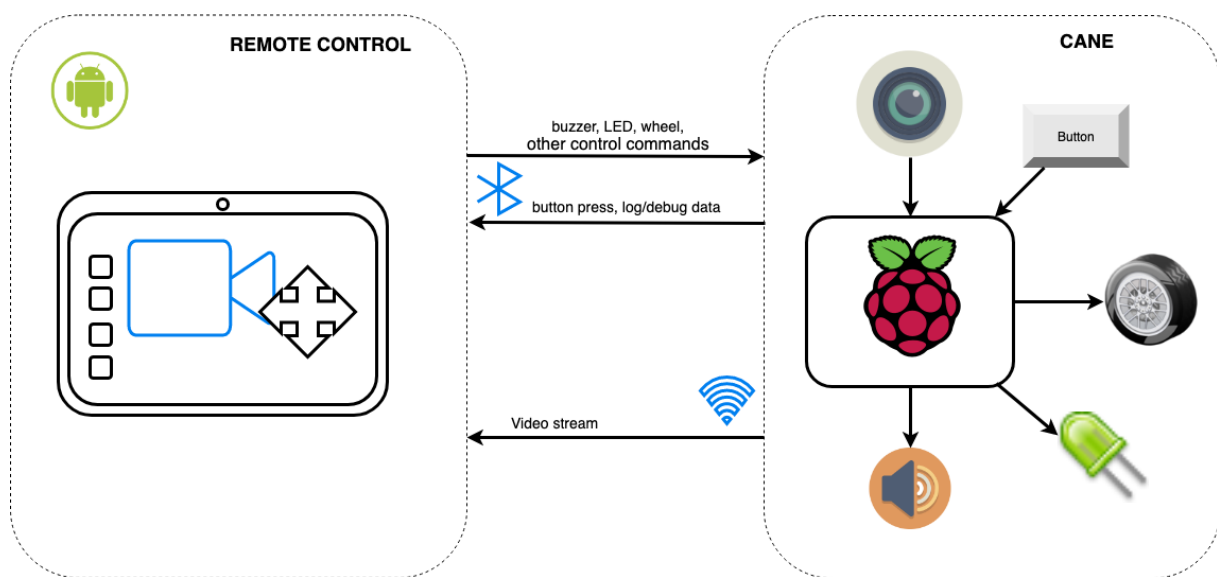 REMOTE CONTROL
CANE
buzzer, LED, wheel,
other control commands
Button
button press, log/debug data
Video stream